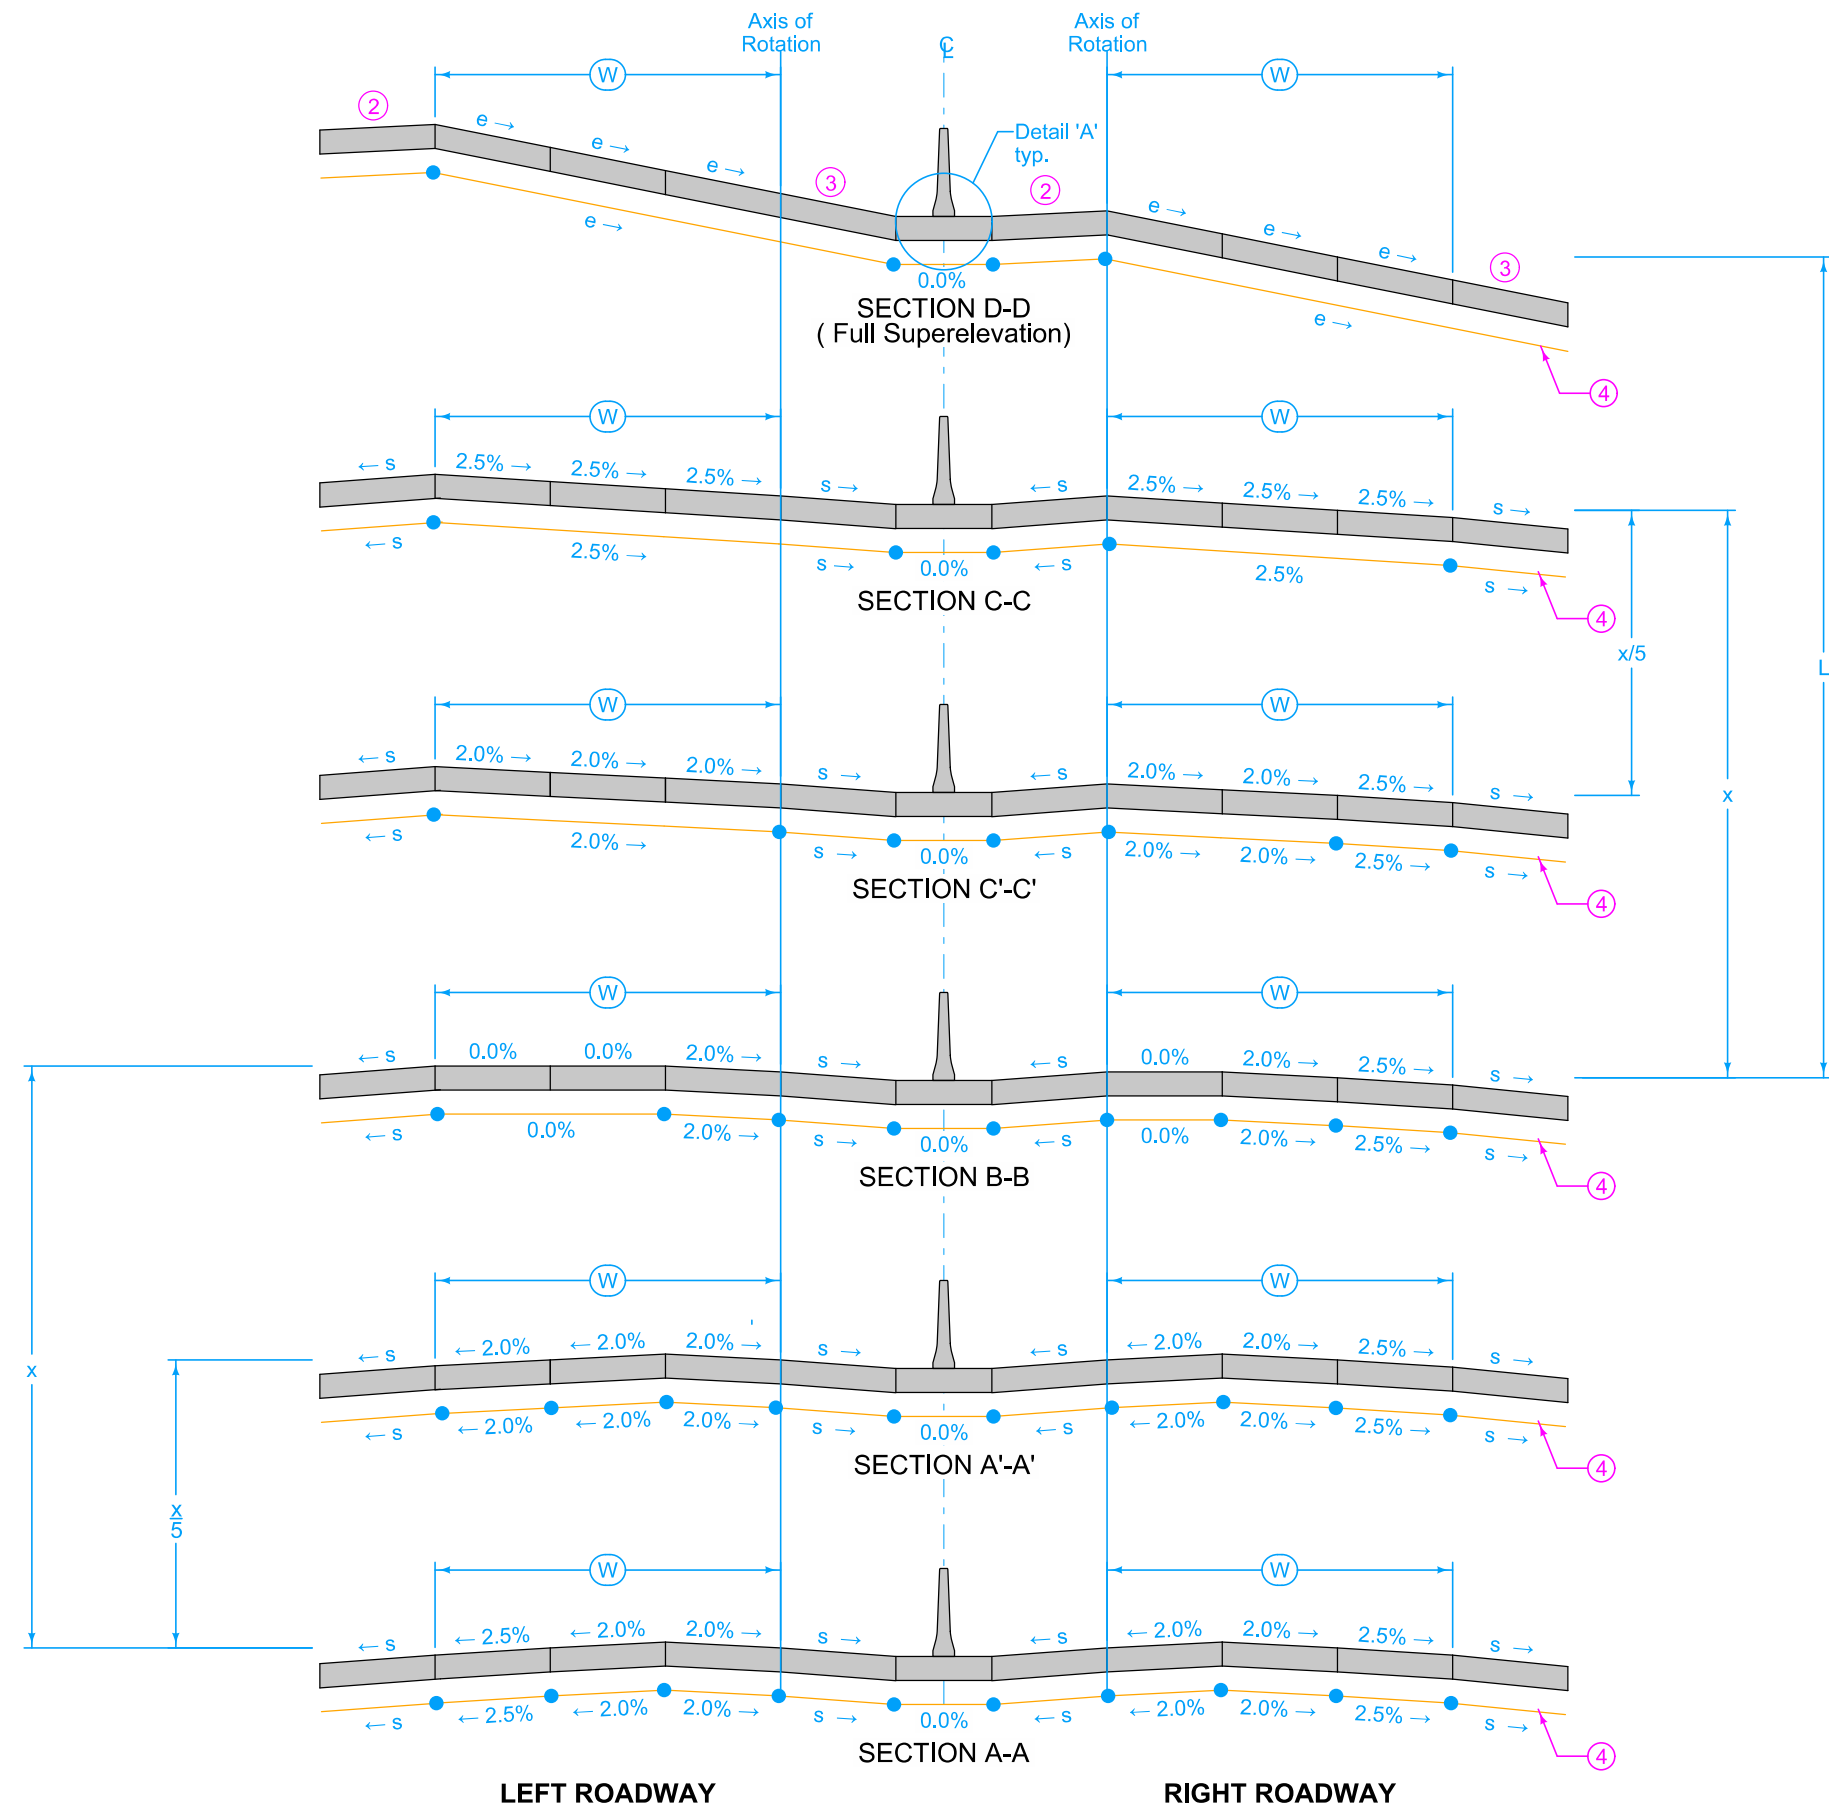 Axis of
Rotation
℄
Axis of
Rotation
W
W
2
e →
e →
e →
3
Detail 'A'
typ.
2
e →
e →
e →
3
e →
0.0%
e →
SECTION D-D
( Full Superelevation)
4
W
W
← s
2.5% →
2.5% →
2.5% →
s →
← s
2.5% →
2.5% →
2.5% →
s →
← s
2.5% →
s →
0.0%
← s
2.5%
s →
SECTION C-C
4
x/5
L
W
W
← s
2.0% →
2.0% →
2.0% →
s →
← s
2.0% →
2.0% →
2.5% →
s →
x
← s
2.0% →
s →
0.0%
← s
2.0% →
2.0% →
2.5% →
s →
SECTION C'-C'
4
W
W
← s
0.0%
0.0%
2.0% →
s →
← s
0.0%
2.0% →
2.5% →
s →
← s
0.0%
2.0% →
s →
0.0%
← s
0.0%
2.0% →
2.5% →
s →
SECTION B-B
4
W
W
← s
← 2.0%
← 2.0%
2.0% →
s →
← s
← 2.0%
2.0% →
2.5% →
s →
x
← s
← 2.0%
← 2.0%
2.0% →
s →
0.0%
← s
← 2.0%
2.0% →
2.5% →
s →
SECTION A'-A'
4
x
5
W
W
← s
← 2.5%
← 2.0%
2.0% →
s →
← s
← 2.0%
2.0% →
2.5% →
s →
← s
← 2.5%
← 2.0%
2.0% →
s →
0.0%
← s
← 2.0%
2.0% →
2.5% →
s →
SECTION A-A
4
LEFT ROADWAY
RIGHT ROADWAY